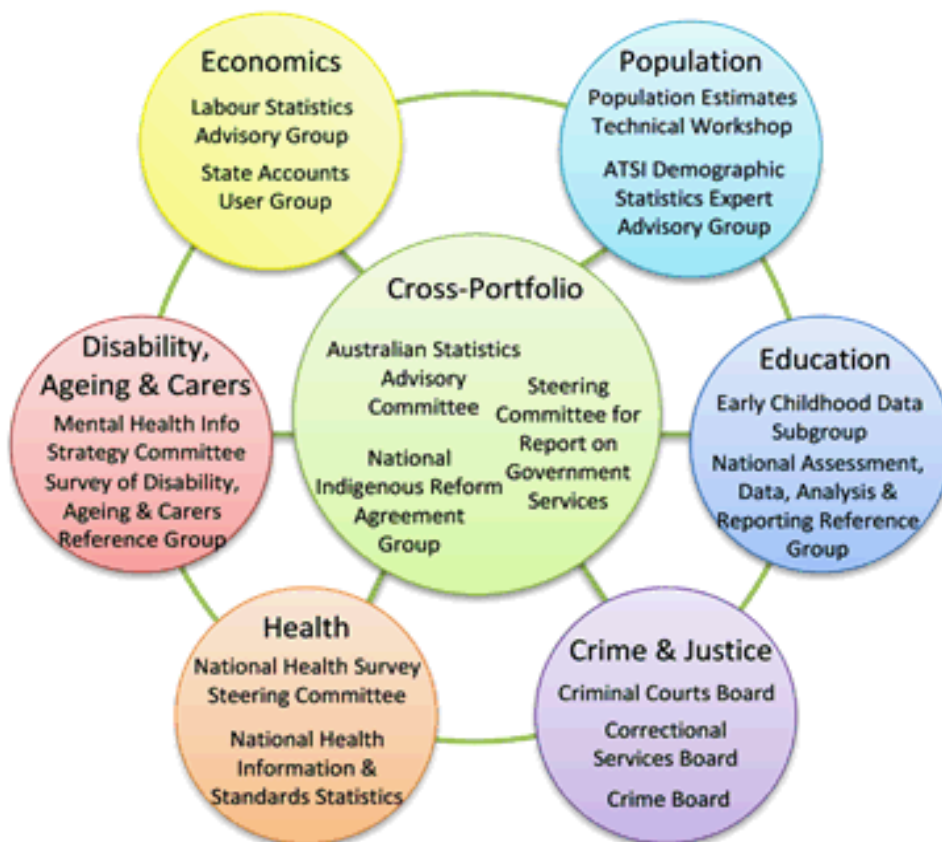 Economics
Labour Statistics
Advisory Group
State Accounts
User Group
Population
Population Estimates
Technical Workshop
ATSI Demographic
Statistics Expert
Advisory Group
Cross-Portfolio
Australian Statistics
Advisory
Committee
National
Indigenous Reform
Agreement
Group
Steering
Committee for
Report on
Government
Services
Disability,
Ageing & Carers
Mental Health Info
Strategy Committee
Survey of Disability,
Ageing & Carers
Reference Group
Education
Early Childhood Data
Subgroup
National Assessment,
Data, Analysis &
Reporting Reference
Group
Health
National Health Survey
Steering Committee
National Health
Information &
Standards Statistics
Crime & Justice
Criminal Courts Board
Correctional
Services Board
Crime Board